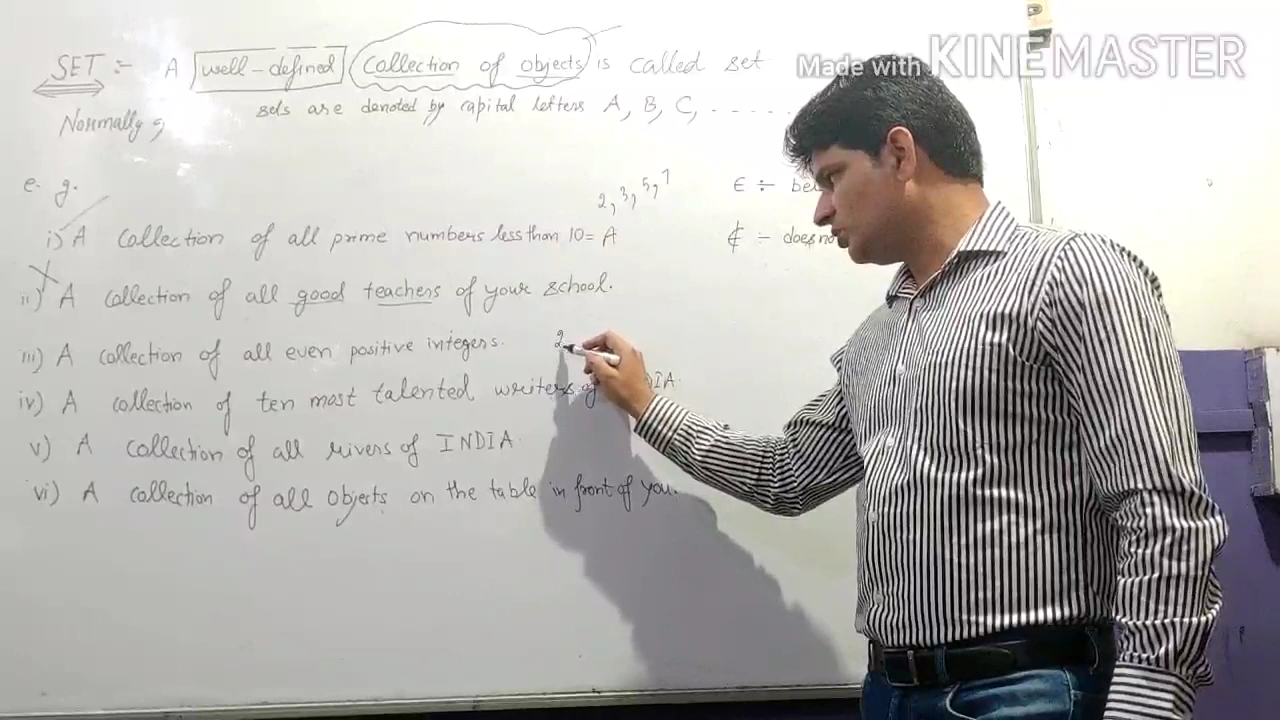 SET :- A well-defined collection of objects is called set
Made with KINEMASTER
Normally, sets are denoted by capital letters A, B, C, - - - - -
e.g.
2, 3, 5, 7
∈ ÷
i) A collection of all prime numbers less than 10 = A
∉ :- does not
ii) A collection of all good teachers of your school.
iii) A collection of all even positive integers. 2
iv) A collection of ten most talented writers of
v) A collection of all rivers of INDIA.
vi) A collection of all objects on the table in front of you.